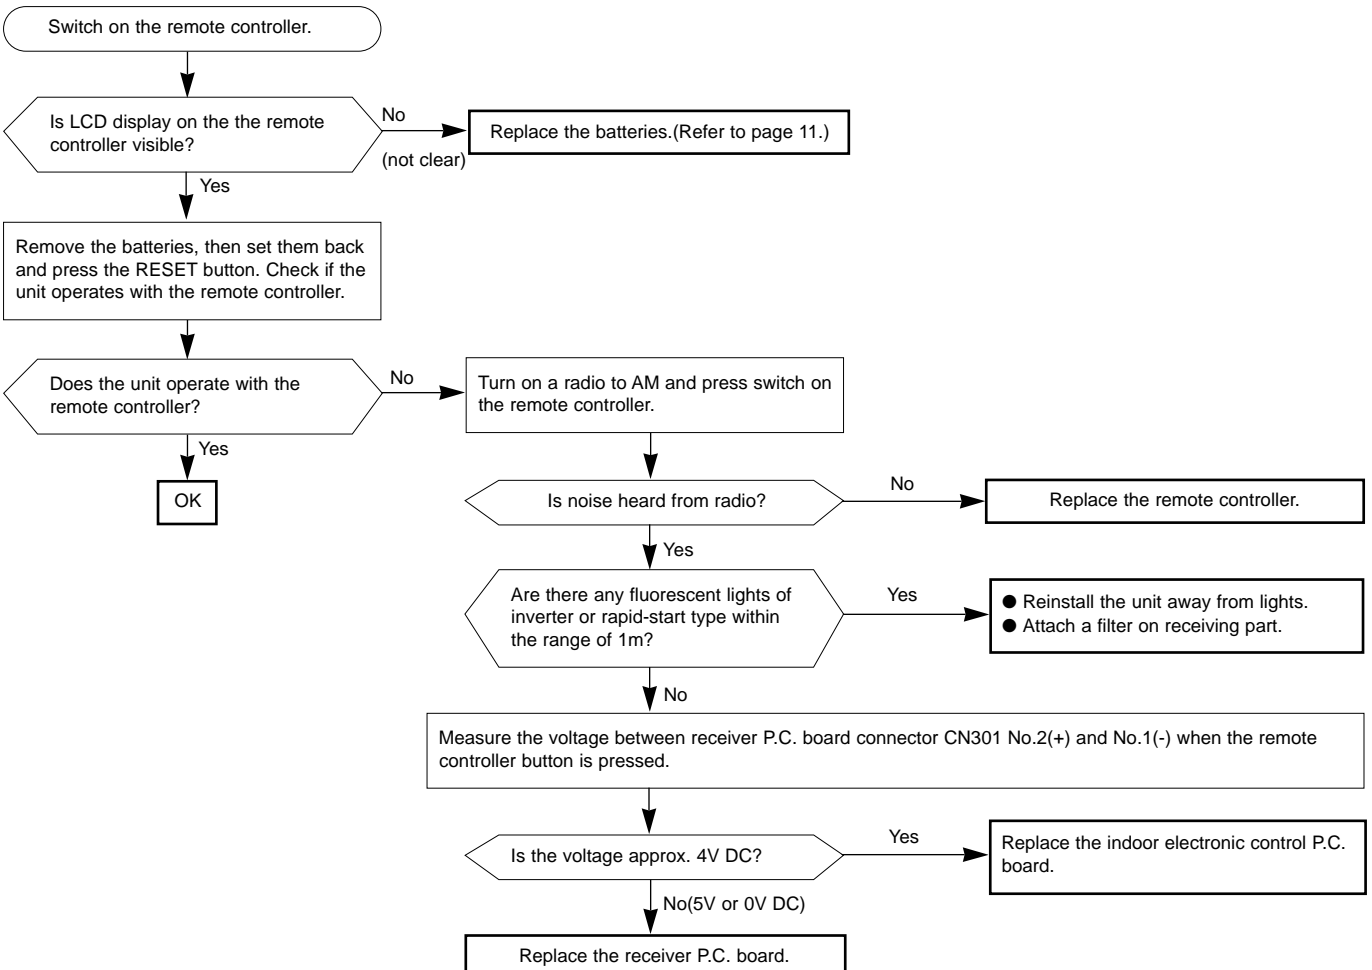 Switch on the remote controller.
Is LCD display on the the remote
controller visible?
No
(not clear)
Replace the batteries.(Refer to page 11.)
Yes
Remove the batteries, then set them back
and press the RESET button. Check if the
unit operates with the remote controller.
Does the unit operate with the
remote controller?
No
Turn on a radio to AM and press switch on
the remote controller.
Yes
OK
Is noise heard from radio?
No
Replace the remote controller.
Yes
Are there any fluorescent lights of
inverter or rapid-start type within
the range of 1m?
Yes
● Reinstall the unit away from lights.
● Attach a filter on receiving part.
No
Measure the voltage between receiver P.C. board connector CN301 No.2(+) and No.1(-) when the remote
controller button is pressed.
Is the voltage approx. 4V DC?
Yes
Replace the indoor electronic control P.C.
board.
No(5V or 0V DC)
Replace the receiver P.C. board.